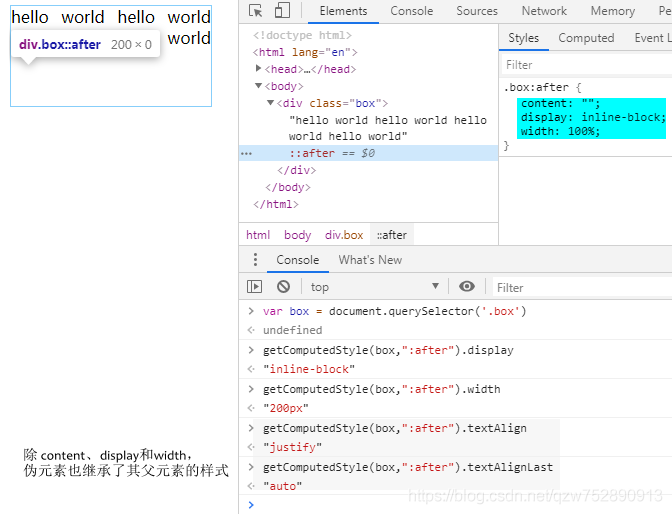 hello world hello world
world
div.box::after 200 × 0
除 content、display和width，
伪元素也继承了其父元素的样式
Elements Console Sources Network Memory Pe
<!doctype html>
<html lang="en">
<head>…</head>
<body>
<div class="box">
"hello world hello world hello
world hello world"
::after == $0
</div>
</body>
</html>
html body div.box ::after
Styles Computed Event L
Filter
.box:after {
content: "";
display: inline-block;
width: 100%;
}
Console What's New
top Filter
var box = document.querySelector('.box')
undefined
getComputedStyle(box,":after").display
"inline-block"
getComputedStyle(box,":after").width
"200px"
getComputedStyle(box,":after").textAlign
"justify"
getComputedStyle(box,":after").textAlignLast
"auto"
https://blog.csdn.net/qzw752890913